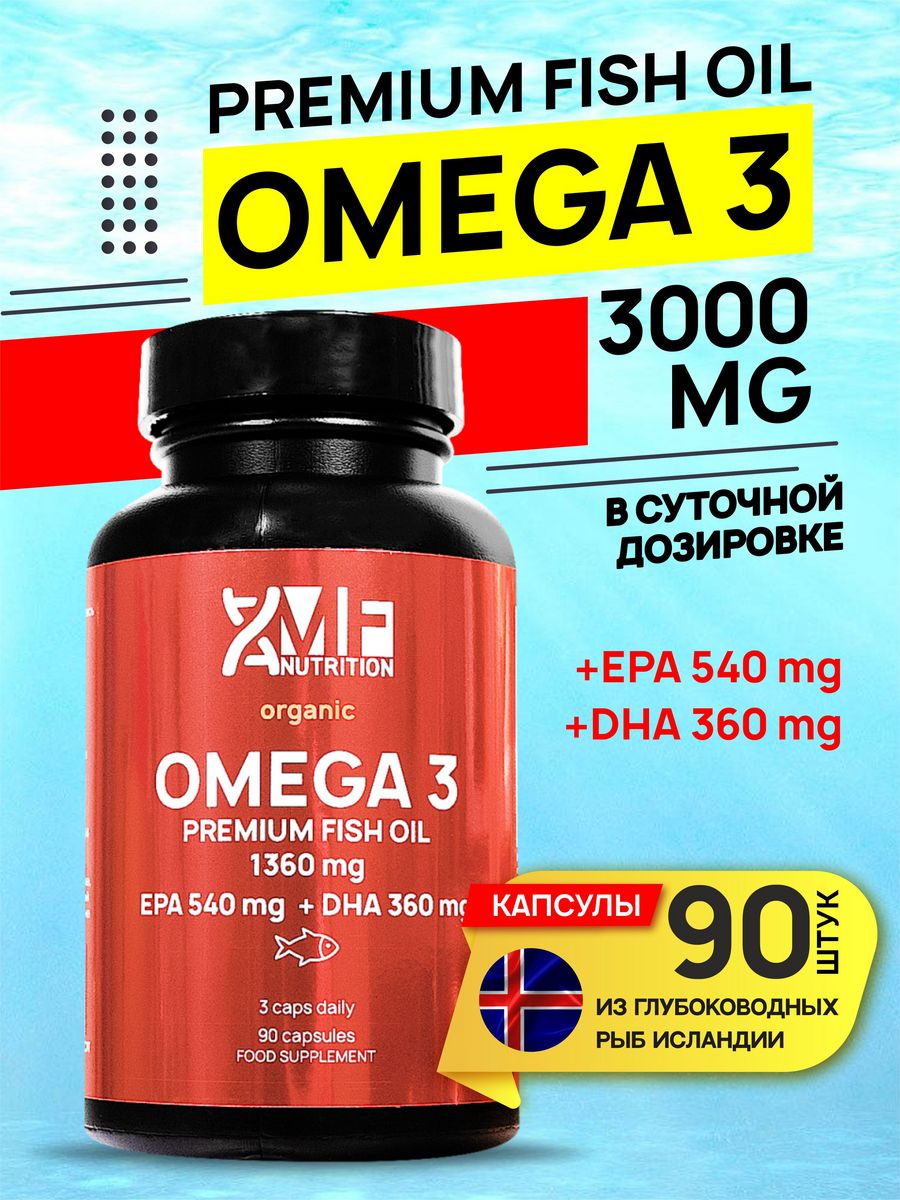 PREMIUM FISH OIL
OMEGA 3
3000
MG
В СУТОЧНОЙ
ДОЗИРОВКЕ
+EPA 540 mg
+DHA 360 mg
AMF
NUTRITION
organic
OMEGA 3
PREMIUM FISH OIL
1360 mg
EPA 540 mg + DHA 360 mg
3 caps daily
90 capsules
FOOD SUPPLEMENT
КАПСУЛЫ
90
ШТУК
ИЗ ГЛУБОКОВОДНЫХ
РЫБ ИСЛАНДИИ